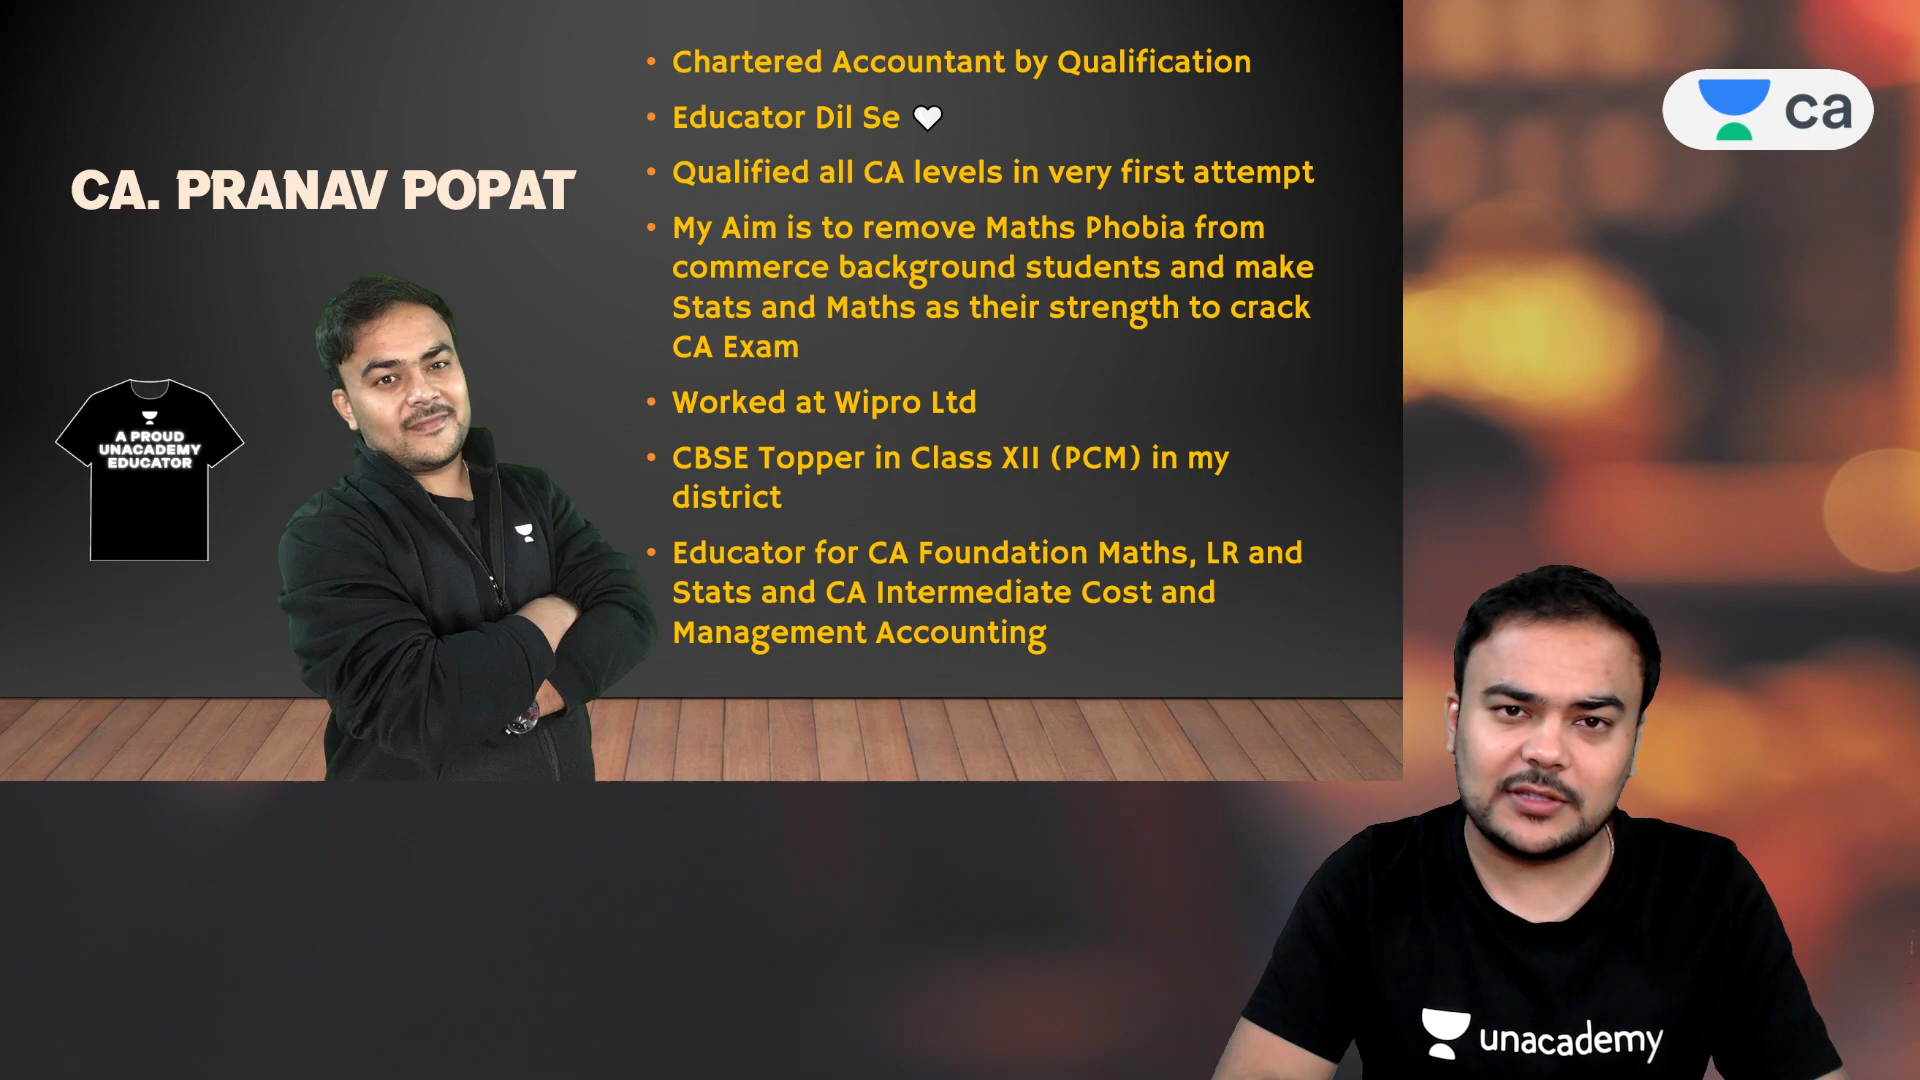 CA. PRANAV POPAT
A PROUD
UNACADEMY
EDUCATOR
• Chartered Accountant by Qualification
• Educator Dil Se 🤍
• Qualified all CA levels in very first attempt
• My Aim is to remove Maths Phobia from
commerce background students and make
Stats and Maths as their strength to crack
CA Exam
• Worked at Wipro Ltd
• CBSE Topper in Class XII (PCM) in my
district
• Educator for CA Foundation Maths, LR and
Stats and CA Intermediate Cost and
Management Accounting
ca
unacademy